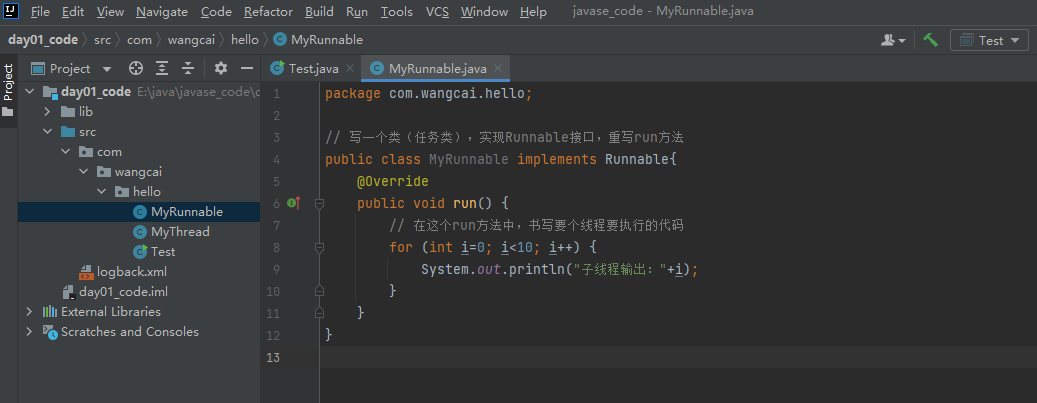 File Edit View Navigate Code Refactor Build Run Tools VCS Window Help javase_code - MyRunnable.java
day01_code src com wangcai hello MyRunnable Test
Project Project Test.java MyRunnable.java
day01_code E:\java\javase_code\d
lib
src
com
wangcai
hello
MyRunnable
MyThread
Test
logback.xml
day01_code.iml
External Libraries
Scratches and Consoles
1 package com.wangcai.hello;
2
3 // 写一个类（任务类），实现Runnable接口，重写run方法
4 public class MyRunnable implements Runnable{
5 @Override
6 public void run() {
7 // 在这个run方法中，书写要个线程要执行的代码
8 for (int i=0; i<10; i++) {
9 System.out.println("子线程输出："+i);
10 }
11 }
12 }
13